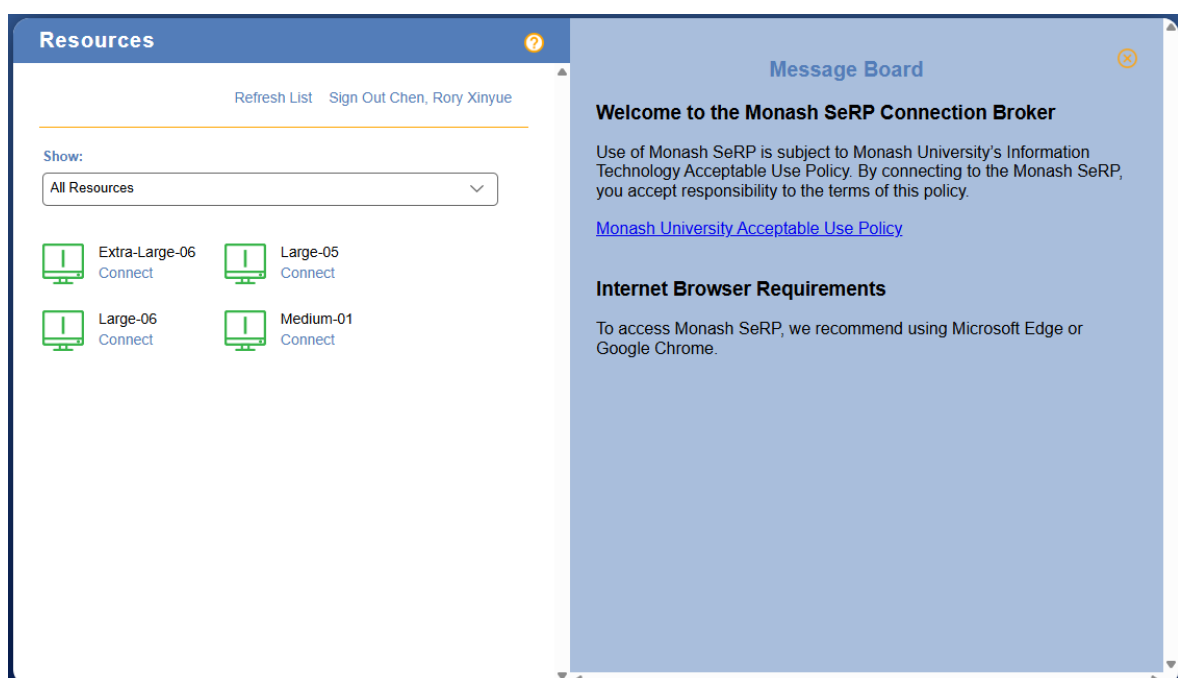 Resources
Refresh List Sign Out Chen, Rory Xinyue
Show:
All Resources
Extra-Large-06
Connect
Large-05
Connect
Large-06
Connect
Medium-01
Connect
Message Board
Welcome to the Monash SeRP Connection Broker
Use of Monash SeRP is subject to Monash University's Information
Technology Acceptable Use Policy. By connecting to the Monash SeRP,
you accept responsibility to the terms of this policy.
Monash University Acceptable Use Policy
Internet Browser Requirements
To access Monash SeRP, we recommend using Microsoft Edge or
Google Chrome.